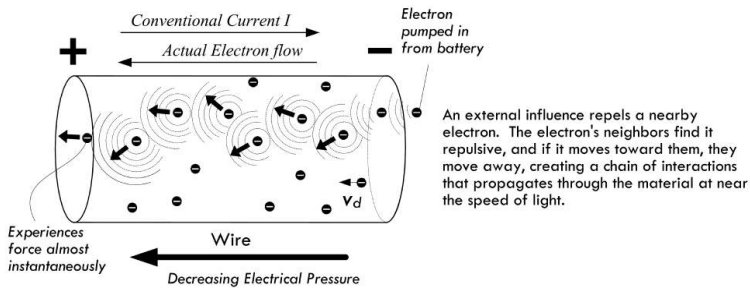 Conventional Current I
Actual Electron flow
+
−
Electron
pumped in
from battery
An external influence repels a nearby
electron. The electron's neighbors find it
repulsive, and if it moves toward them, they
move away, creating a chain of interactions
that propagates through the material at near
the speed of light.
vd
Experiences
force almost
instantaneously
Wire
Decreasing Electrical Pressure